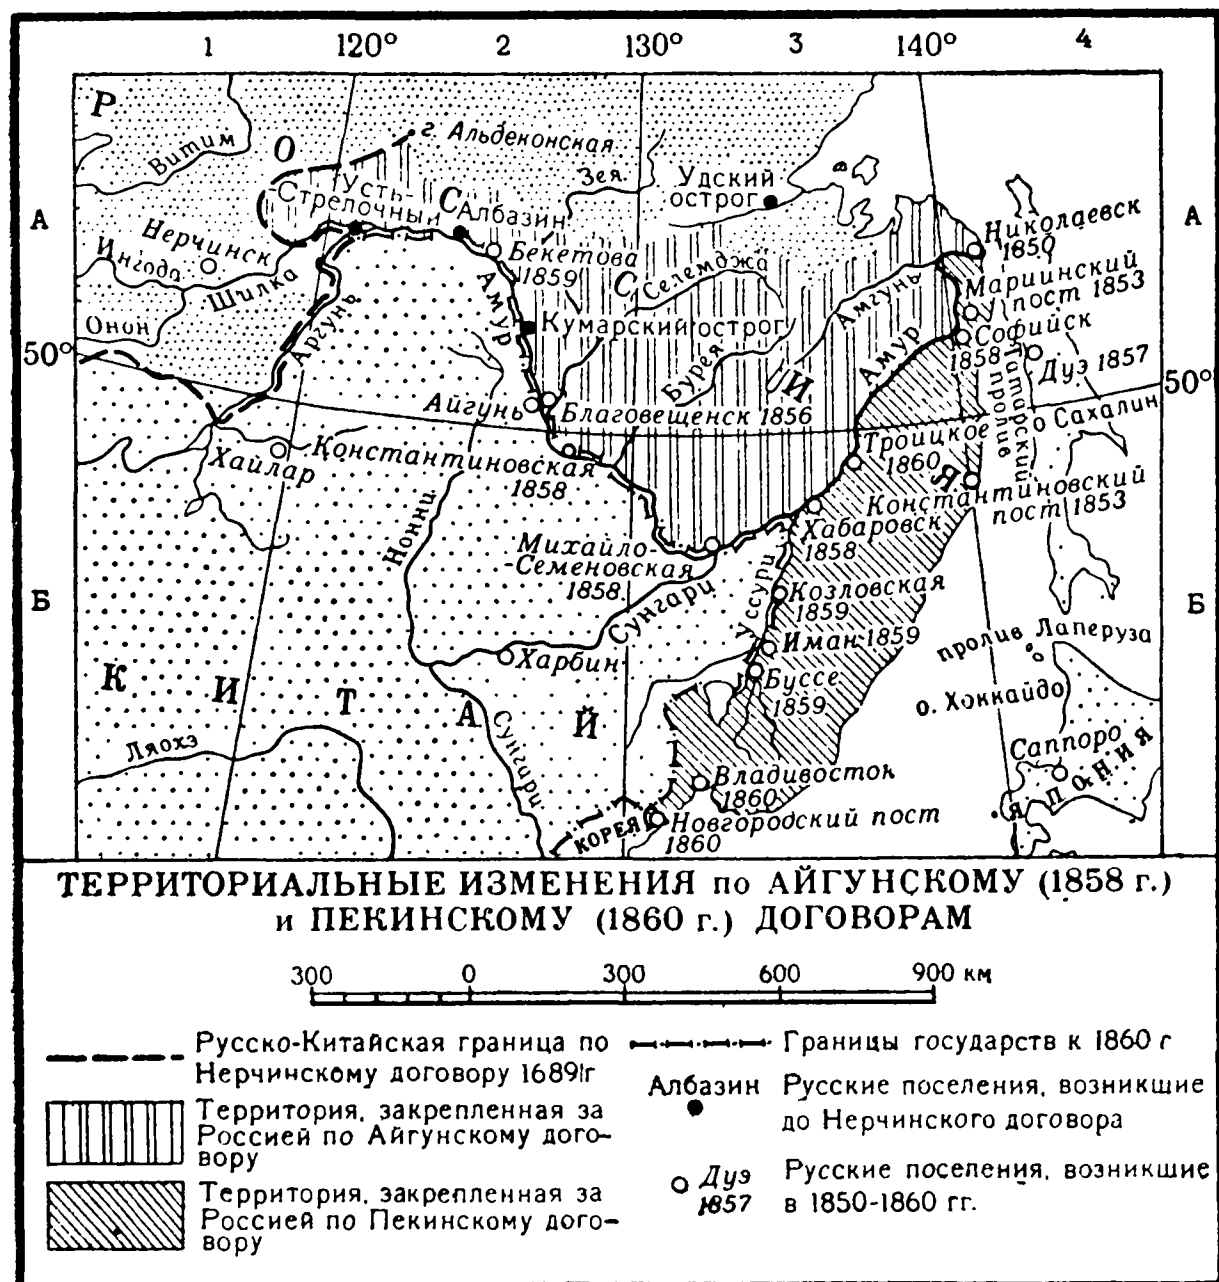 1 120° 2 130° 3 140° 4
Р
О
С
С
И
Я
г. Альдеконская
Витим
Зея
Удский
острог
Усть-
Стрелочный
Албазин
А
А
Николаевск
1850
Нерчинск
Ингода
Шилка
Бекетова
1859
Селемджа
Амгунь
Мариинский
пост 1853
Онон
Аргунь
Амур
Кумарский острог
Софийск
1858
50°
Бурея
Амур
Татарский
пролив
Дуэ 1857
50°
Айгунь
Благовещенск 1856
о Сахалин
Хайлар
Константиновская
1858
Троицкое
1860
Константиновский
пост 1853
Нонни
Хабаровск
1858
Михайло-
-Семеновская
1858
Б
Б
Сунгари
Уссури
Козловская
1859
Иман 1859
Харбин
Буссе
1859
пролив Лаперуза
К И Т А Й
о. Хоккайдо
Ляохэ
Сунгари
Саппоро
ЯПОНИЯ
Владивосток
1860
КОРЕЯ
Новгородский пост
1860
ТЕРРИТОРИАЛЬНЫЕ ИЗМЕНЕНИЯ по АЙГУНСКОМУ (1858 г.)
и ПЕКИНСКОМУ (1860 г.) ДОГОВОРАМ
300 0 300 600 900 км
Русско-Китайская граница по
Нерчинскому договору 1689г
Территория, закрепленная за
Россией по Айгунскому дого-
вору
Территория, закрепленная за
Россией по Пекинскому дого-
вору
Границы государств к 1860 г
Албазин
Русские поселения, возникшие
до Нерчинского договора
Дуэ
1857
Русские поселения, возникшие
в 1850-1860 гг.